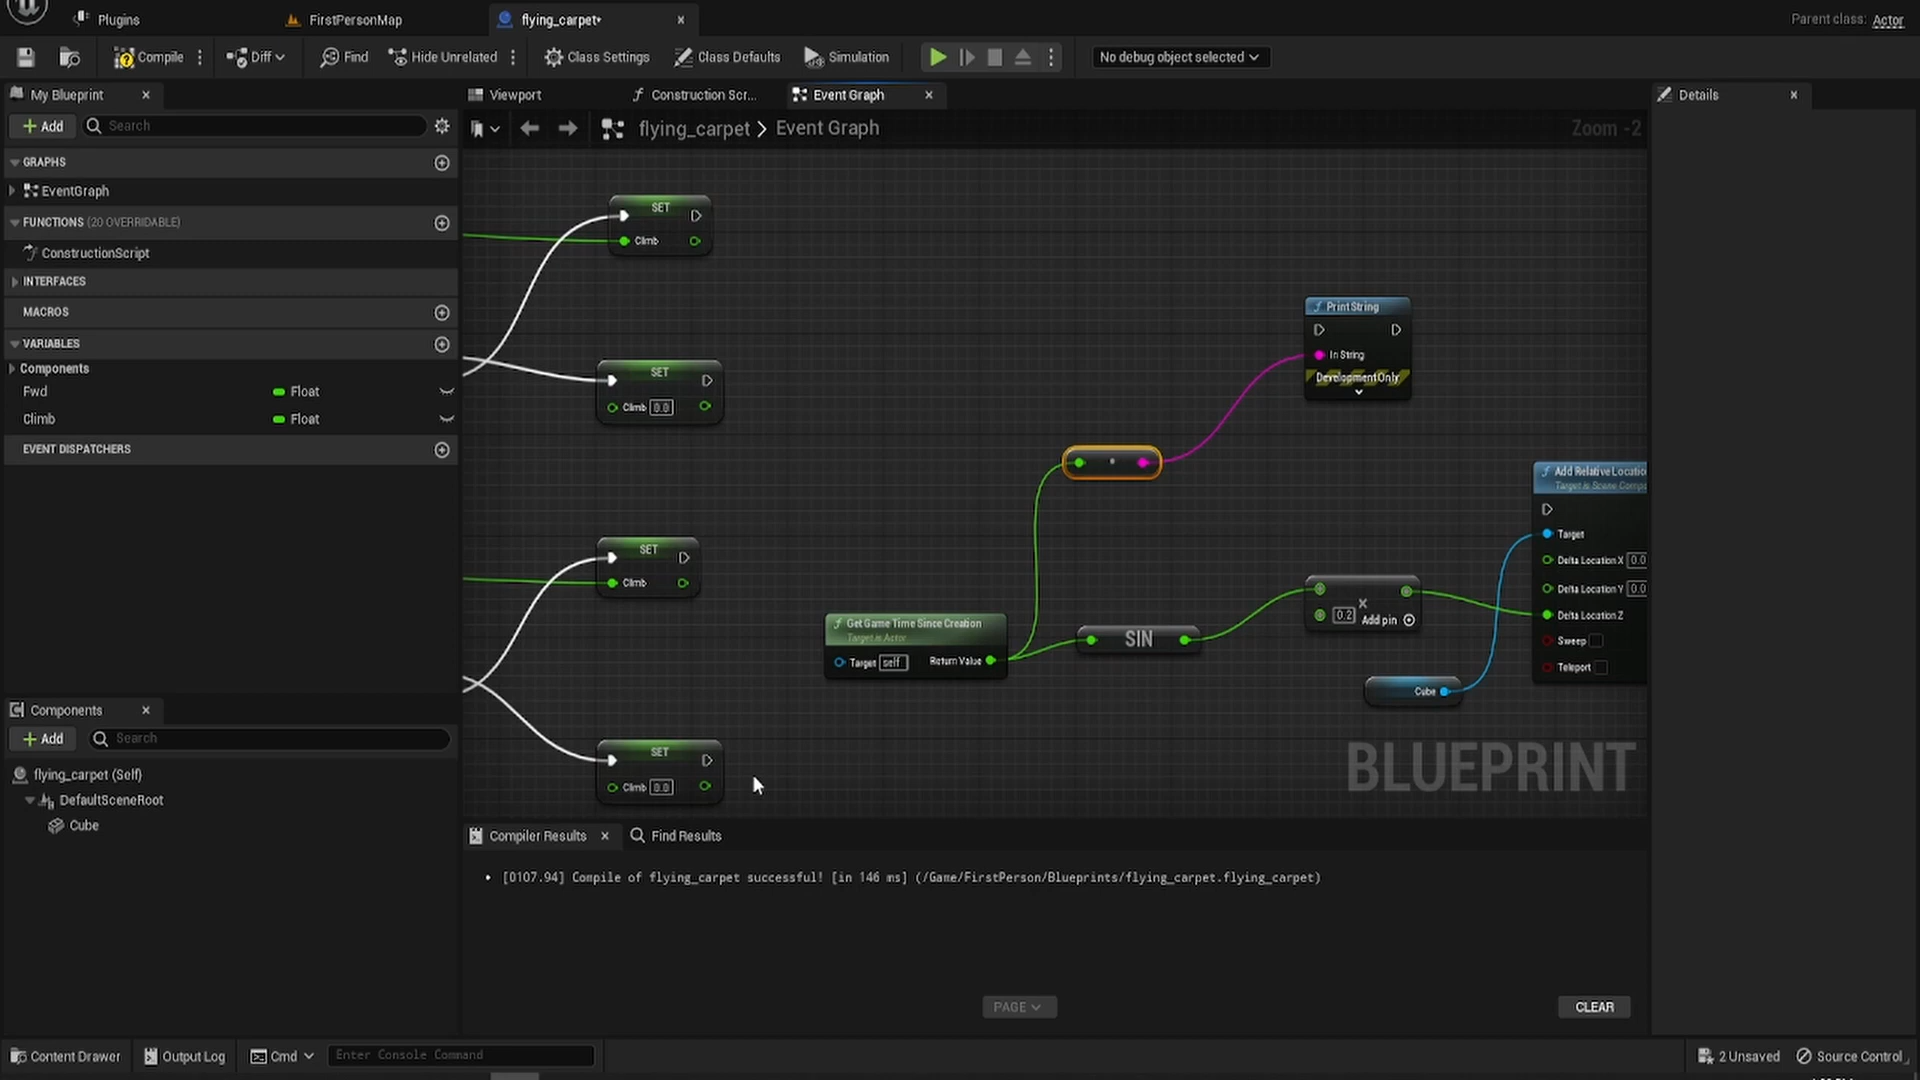 Plugins
FirstPersonMap
flying_carpet•
Parent class: Actor
Compile
Diff
Find
Hide Unrelated
Class Settings
Class Defaults
Simulation
No debug object selected
My Blueprint
Viewport
Construction Scr...
Event Graph
Details
Add
Search
flying_carpet > Event Graph
Zoom -2
GRAPHS
EventGraph
FUNCTIONS (20 OVERRIDABLE)
ConstructionScript
INTERFACES
MACROS
VARIABLES
Components
Fwd Float
Climb Float
EVENT DISPATCHERS
SET
Climb
SET
Climb 0.0
SET
Climb
SET
Climb 0.0
Print String
In String
Development Only
Get Game Time Since Creation
Target is Actor
Target self Return Value
SIN
x
0.2 Add pin
Cube
Add Relative Locatio
Target is Scene Compo
Target
Delta Location X 0.0
Delta Location Y 0.0
Delta Location Z
Sweep
Teleport
BLUEPRINT
Components
Add
Search
flying_carpet (Self)
DefaultSceneRoot
Cube
Compiler Results
Find Results
[0107.94] Compile of flying_carpet successful! [in 146 ms] (/Game/FirstPerson/Blueprints/flying_carpet.flying_carpet)
PAGE
CLEAR
Content Drawer
Output Log
Cmd
Enter Console Command
2 Unsaved
Source Control